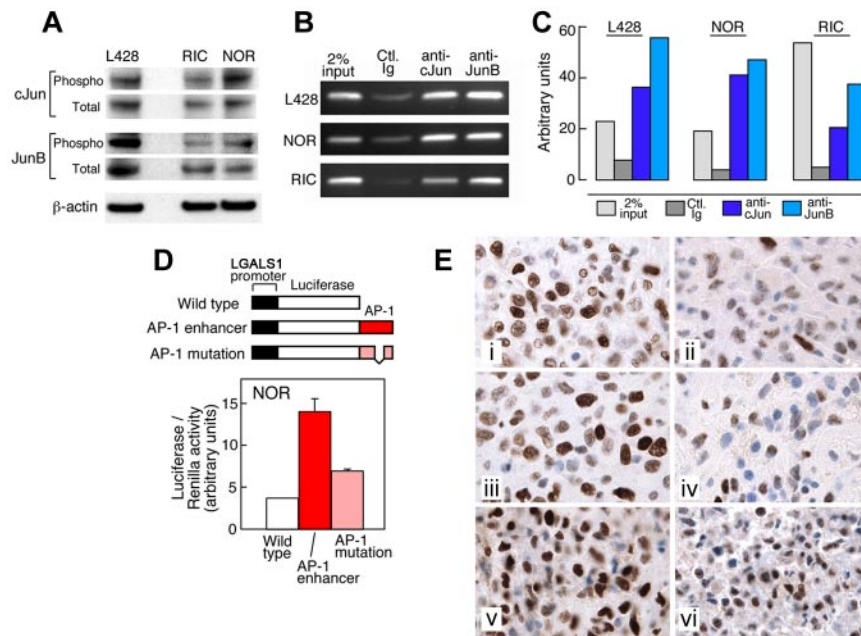 A
L428 RIC NOR
cJun
Phospho
Total
JunB
Phospho
Total
β-actin
B
2% input
Ctl. Ig
anti-cJun
anti-JunB
L428
NOR
RIC
C
L428 NOR RIC
Arbitrary units
60
40
20
0
2% input
Ctl. Ig
anti-cJun
anti-JunB
D
LGALS1
promoter Luciferase
Wild type AP-1
AP-1 enhancer
AP-1 mutation
NOR
Luciferase /
Renilla activity
(arbitrary units)
15
10
5
0
Wild type
AP-1 enhancer
AP-1 mutation
E
i
ii
iii
iv
v
vi